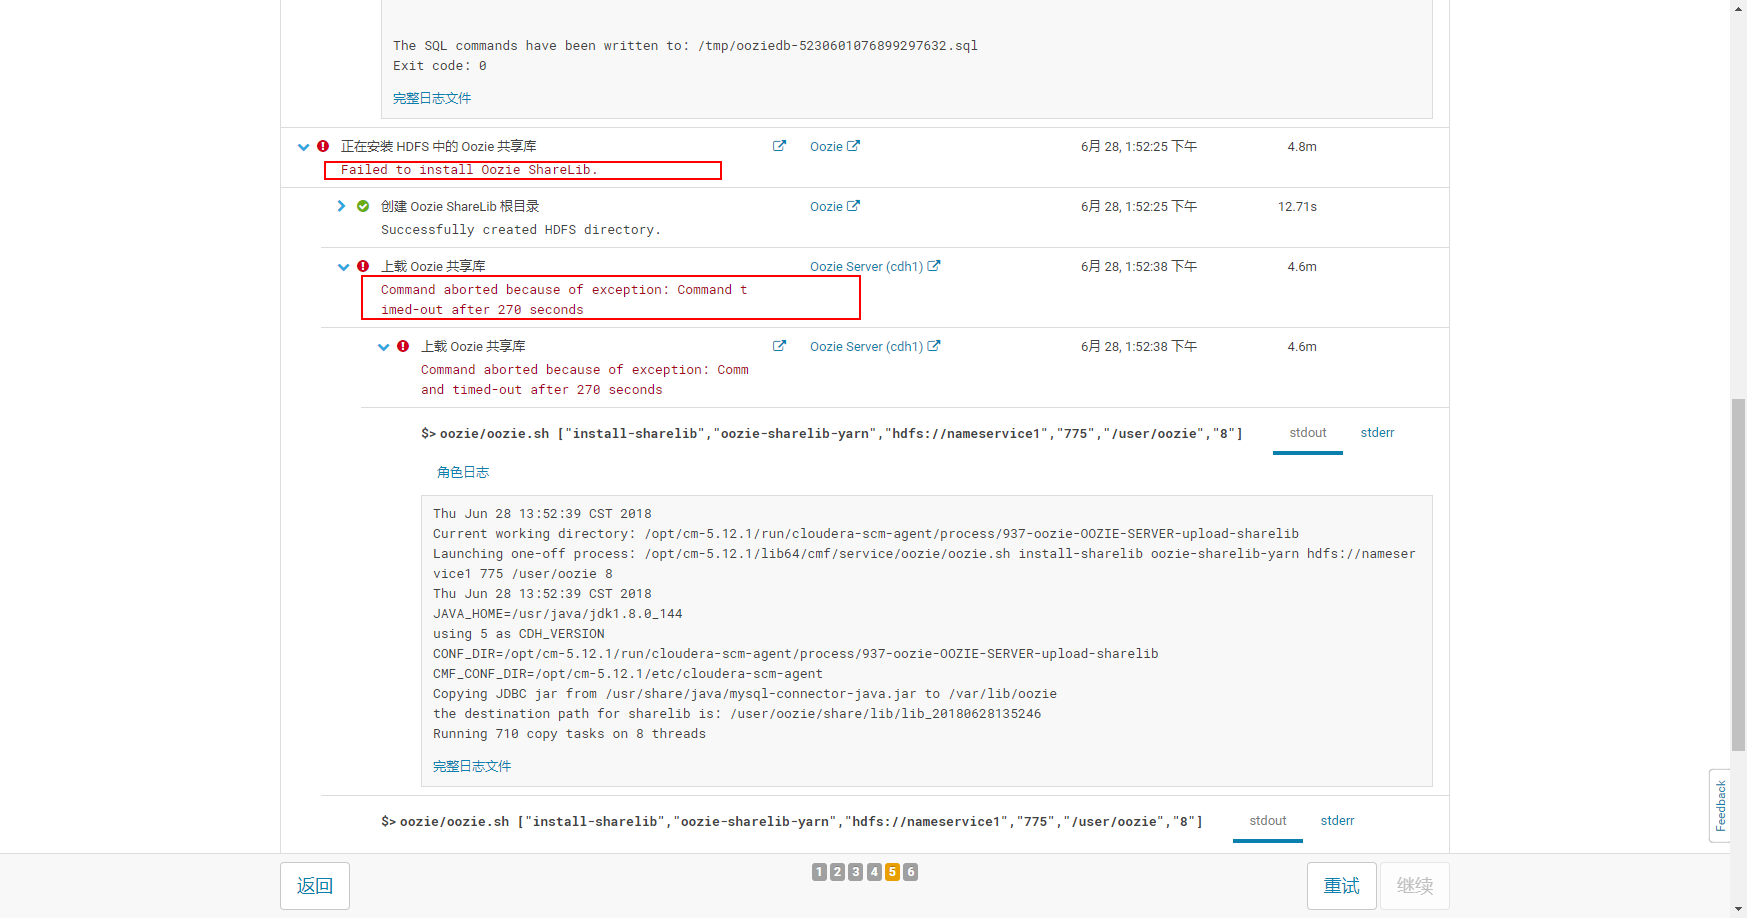 The SQL commands have been written to: /tmp/ooziedb-5230601076899297632.sql
Exit code: 0
完整日志文件
正在安装 HDFS 中的 Oozie 共享库 Oozie 6月 28, 1:52:25 下午 4.8m
Failed to install Oozie ShareLib.
创建 Oozie ShareLib 根目录 Oozie 6月 28, 1:52:25 下午 12.71s
Successfully created HDFS directory.
上载 Oozie 共享库 Oozie Server (cdh1) 6月 28, 1:52:38 下午 4.6m
Command aborted because of exception: Command t
imed-out after 270 seconds
上载 Oozie 共享库 Oozie Server (cdh1) 6月 28, 1:52:38 下午 4.6m
Command aborted because of exception: Comm
and timed-out after 270 seconds
$> oozie/oozie.sh ["install-sharelib","oozie-sharelib-yarn","hdfs://nameservice1","775","/user/oozie","8"] stdout stderr
角色日志
Thu Jun 28 13:52:39 CST 2018
Current working directory: /opt/cm-5.12.1/run/cloudera-scm-agent/process/937-oozie-OOZIE-SERVER-upload-sharelib
Launching one-off process: /opt/cm-5.12.1/lib64/cmf/service/oozie/oozie.sh install-sharelib oozie-sharelib-yarn hdfs://nameser
vice1 775 /user/oozie 8
Thu Jun 28 13:52:39 CST 2018
JAVA_HOME=/usr/java/jdk1.8.0_144
using 5 as CDH_VERSION
CONF_DIR=/opt/cm-5.12.1/run/cloudera-scm-agent/process/937-oozie-OOZIE-SERVER-upload-sharelib
CMF_CONF_DIR=/opt/cm-5.12.1/etc/cloudera-scm-agent
Copying JDBC jar from /usr/share/java/mysql-connector-java.jar to /var/lib/oozie
the destination path for sharelib is: /user/oozie/share/lib/lib_20180628135246
Running 710 copy tasks on 8 threads
完整日志文件
$> oozie/oozie.sh ["install-sharelib","oozie-sharelib-yarn","hdfs://nameservice1","775","/user/oozie","8"] stdout stderr
Feedback
返回 1 2 3 4 5 6 重试 继续